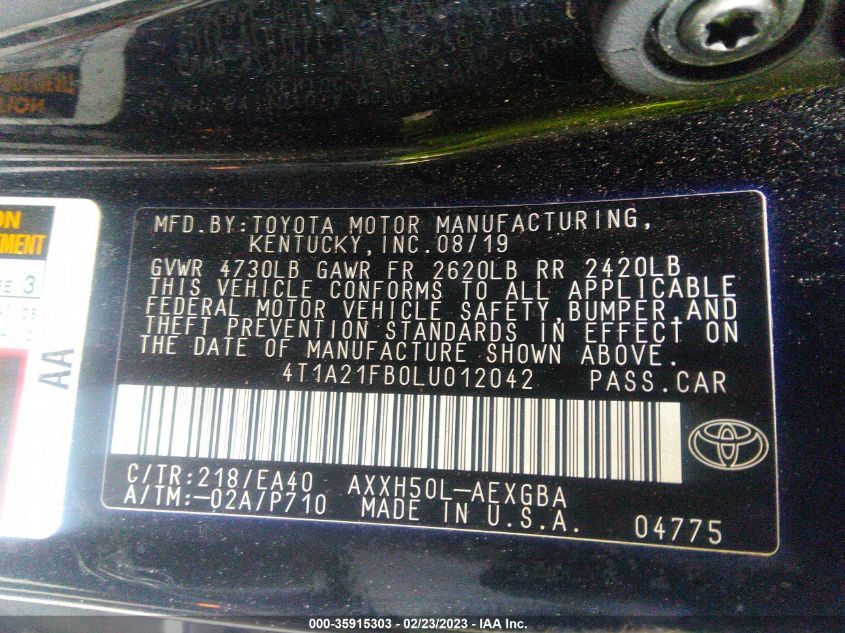 ON
EMENT
3
AA
MFD.BY:TOYOTA MOTOR MANUFACTURING,
KENTUCKY,INC.08/19
GVWR 4730LB GAWR FR 2620LB RR 2420LB
THIS VEHICLE CONFORMS TO ALL APPLICABLE
FEDERAL MOTOR VEHICLE SAFETY,BUMPER,AND
THEFT PREVENTION STANDARDS IN EFFECT ON
THE DATE OF MANUFACTURE SHOWN ABOVE.
4T1A21FB0LU012042 PASS.CAR
C/TR:218/EA40 AXXH50L-AEXGBA
A/TM:-02A/P710 MADE IN U.S.A. 04775
000-35915303 - 02/23/2023 - IAA Inc.